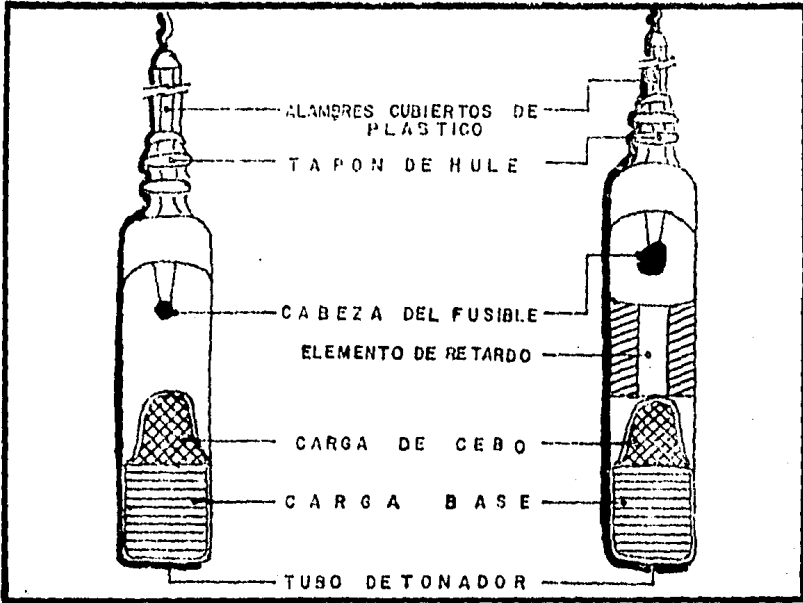 ALAMBRES CUBIERTOS DE
PLASTICO
TAPON DE HULE
CABEZA DEL FUSIBLE
ELEMENTO DE RETARDO
CARGA DE CEBO
CARGA BASE
TUBO DETONADOR